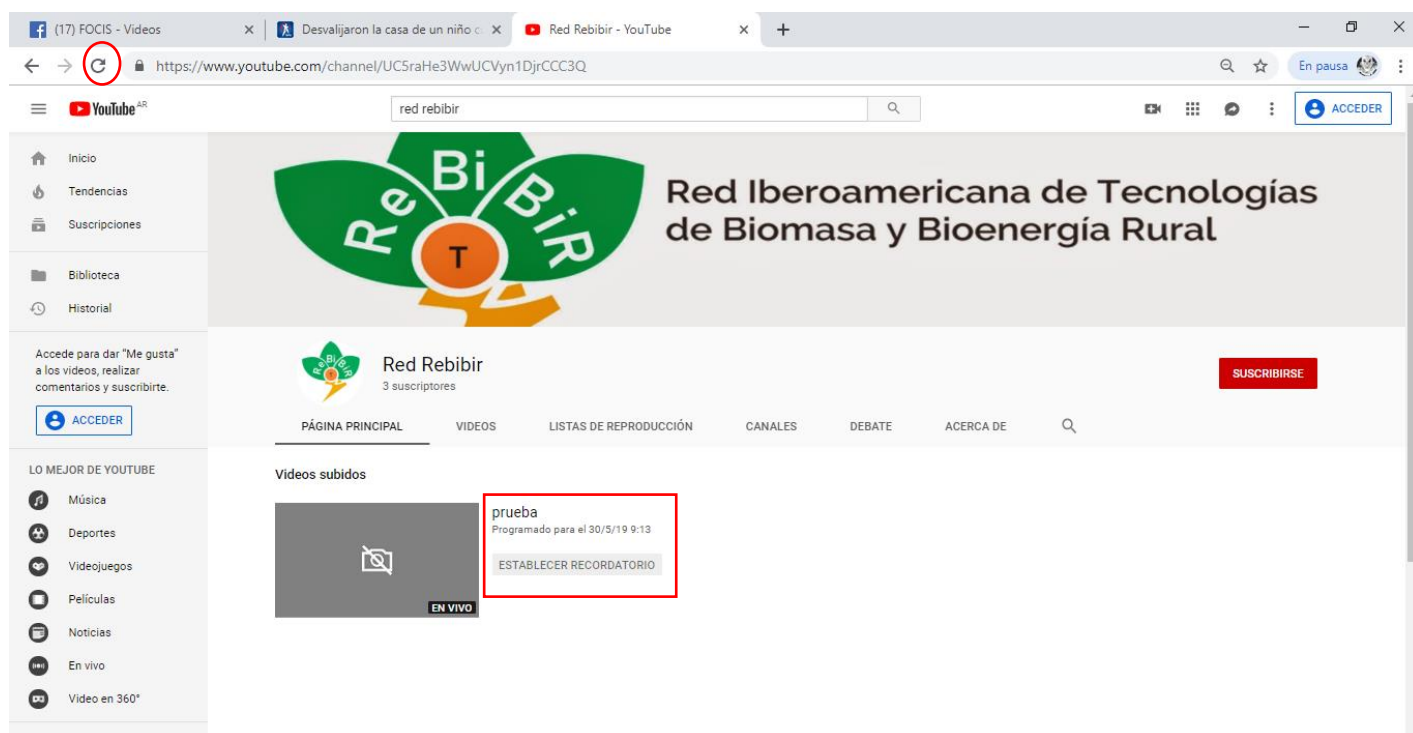 (17) FOCIS - Videos
Desvalijaron la casa de un niño c
Red Rebibir - YouTube
https://www.youtube.com/channel/UC5raHe3WwUCVyn1DjrCCC3Q
En pausa
YouTube AR
red rebibir
ACCEDER
Inicio
Tendencias
Suscripciones
Biblioteca
Historial
Accede para dar "Me gusta"
a los videos, realizar
comentarios y suscribirte.
ACCEDER
LO MEJOR DE YOUTUBE
Música
Deportes
Videojuegos
Películas
Noticias
En vivo
Video en 360°
ReBiBiR
T
Red Iberoamericana de Tecnologías
de Biomasa y Bioenergía Rural
ReBiBiR
T
Red Rebibir
3 suscriptores
SUSCRIBIRSE
PÁGINA PRINCIPAL VIDEOS LISTAS DE REPRODUCCIÓN CANALES DEBATE ACERCA DE
Videos subidos
EN VIVO
prueba
Programado para el 30/5/19 9:13
ESTABLECER RECORDATORIO